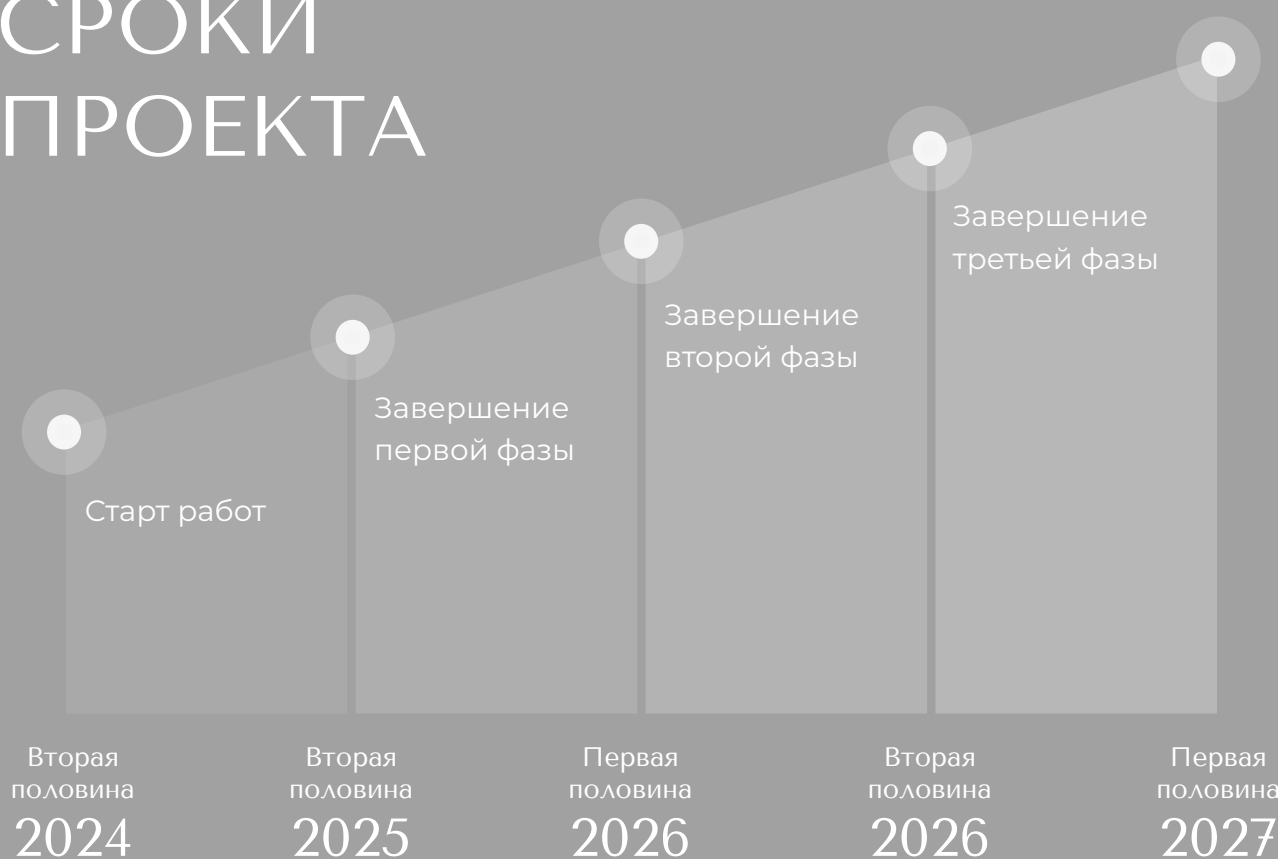 СРОКИ
ПРОЕКТА
Завершение
третьей фазы
Завершение
второй фазы
Завершение
первой фазы
Старт работ
Вторая
половина
2024
Вторая
половина
2025
Первая
половина
2026
Вторая
половина
2026
Первая
половина
2027